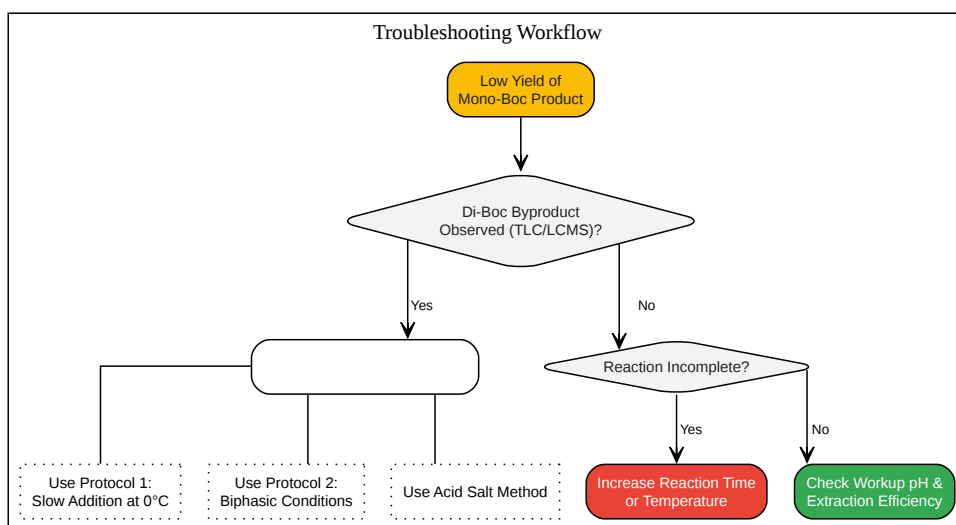 Troubleshooting Workflow
Low Yield of
Mono-Boc Product
Di-Boc Byproduct
Observed (TLC/LCMS)?
Yes
No
Reaction Incomplete?
Yes
No
Use Protocol 1:
Slow Addition at 0°C
Use Protocol 2:
Biphasic Conditions
Use Acid Salt Method
Increase Reaction Time
or Temperature
Check Workup pH &
Extraction Efficiency